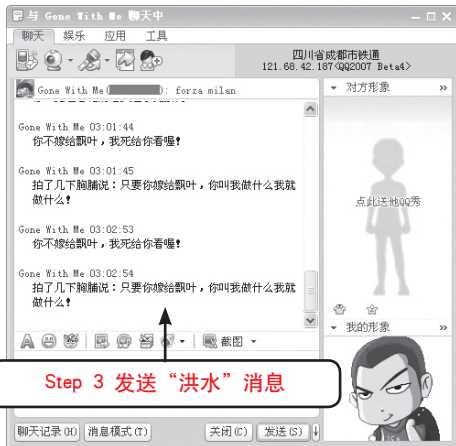 与 Gone With Me 聊天中
聊天 娱乐 应用 工具
四川省成都市铁通
121.68.42.187<QQ2007 Beta4>
Gone With Me( ): forza milan
对方形象
Gone With Me 03:01:44
你不嫁给飘叶，我死给你看喔！
Gone With Me 03:01:45
拍了几下胸脯说：只要你嫁给飘叶，你叫我做什么我就
做什么！
Gone With Me 03:02:53
你不嫁给飘叶，我死给你看喔！
Gone With Me 03:02:54
拍了几下胸脯说：只要你嫁给飘叶，你叫我做什么我就
做什么！
点此送他QQ秀
我的形象
截图
Step 3 发送“洪水”消息
聊天记录(H) 消息模式(T) 关闭(C) 发送(S)